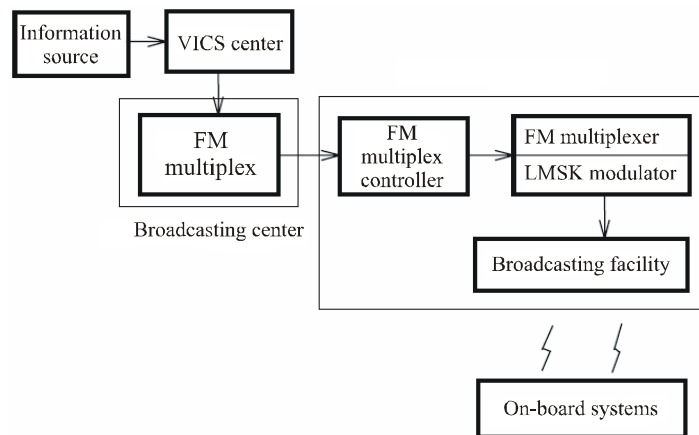 Information
source
VICS center
FM
multiplex
Broadcasting center
FM
multiplex
controller
FM multiplexer
LMSK modulator
Broadcasting facility
On-board systems